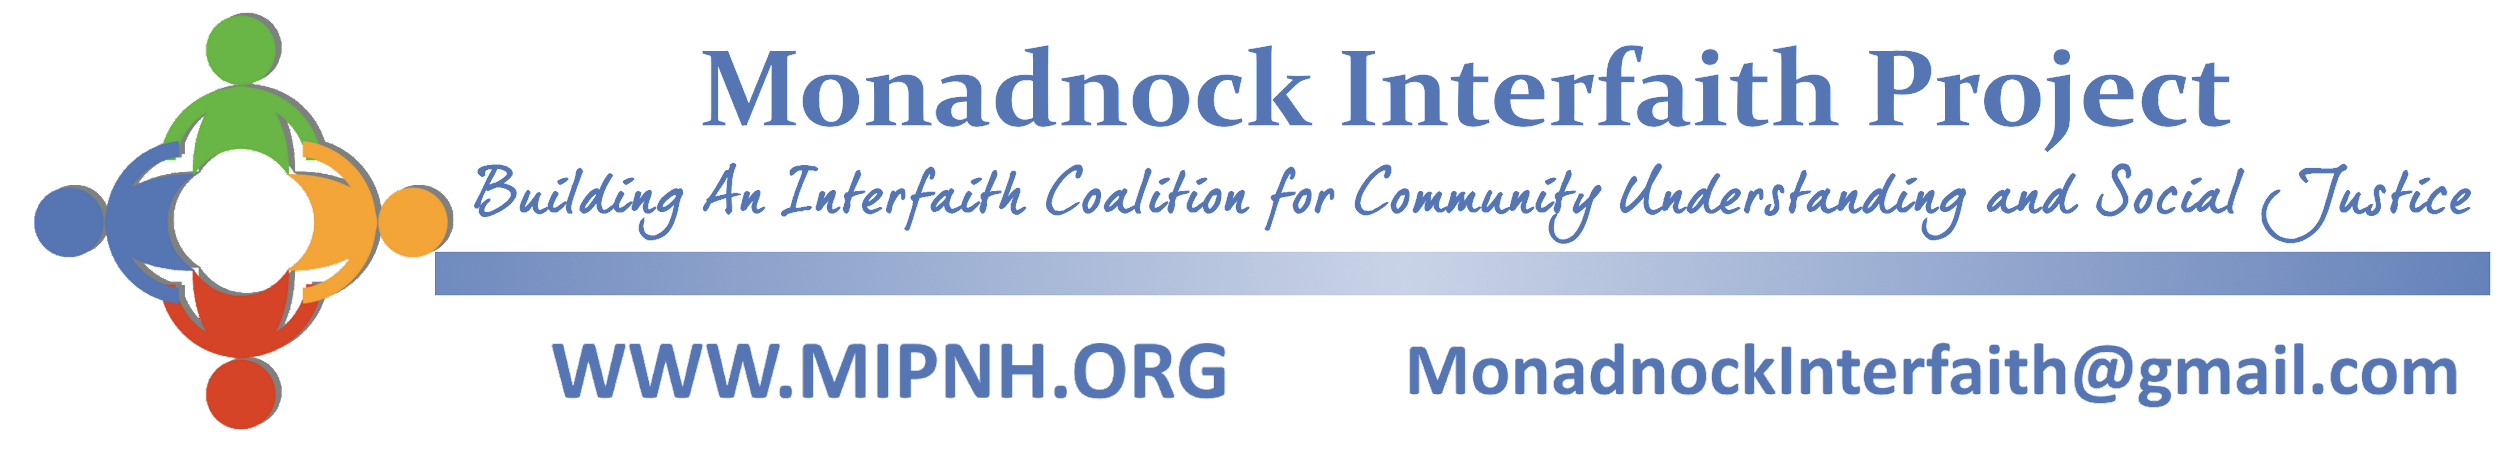 Monadnock Interfaith Project
Building An Interfaith Coalition for Community Understanding and Social Justice
WWW.MIPNH.ORG
MonadnockInterfaith@gmail.com